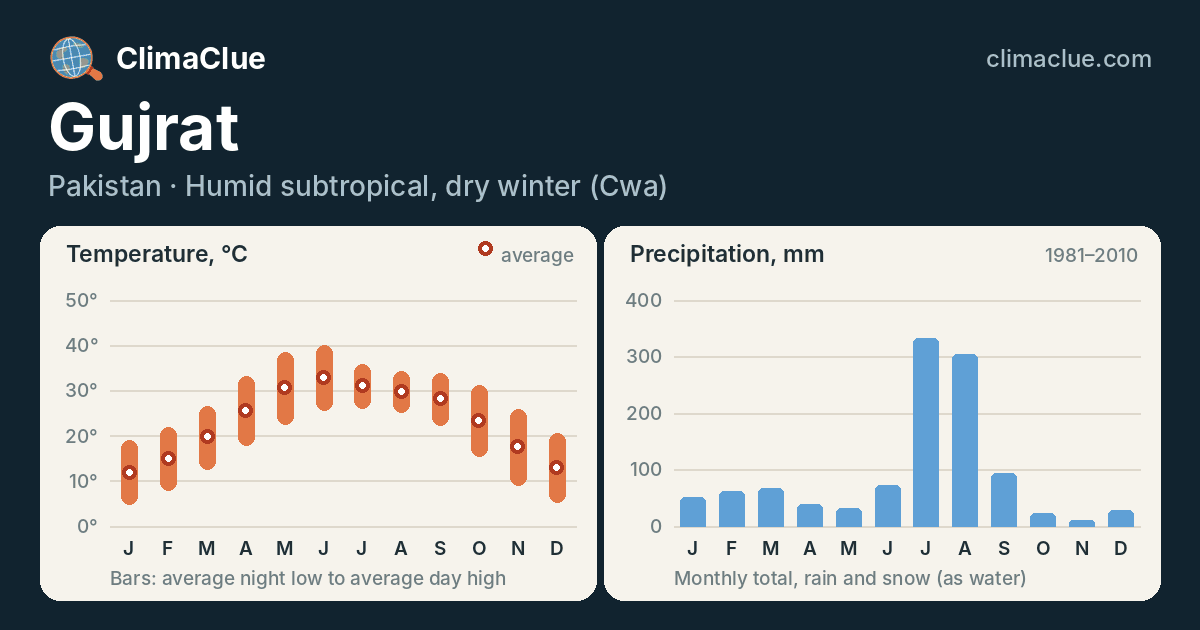 ClimaClue
climaclue.com
Gujrat
Pakistan · Humid subtropical, dry winter (Cwa)
Temperature, °C
average
50°
40°
30°
20°
10°
0°
J F M A M J J A S O N D
Bars: average night low to average day high
Precipitation, mm
1981–2010
400
300
200
100
0
J F M A M J J A S O N D
Monthly total, rain and snow (as water)